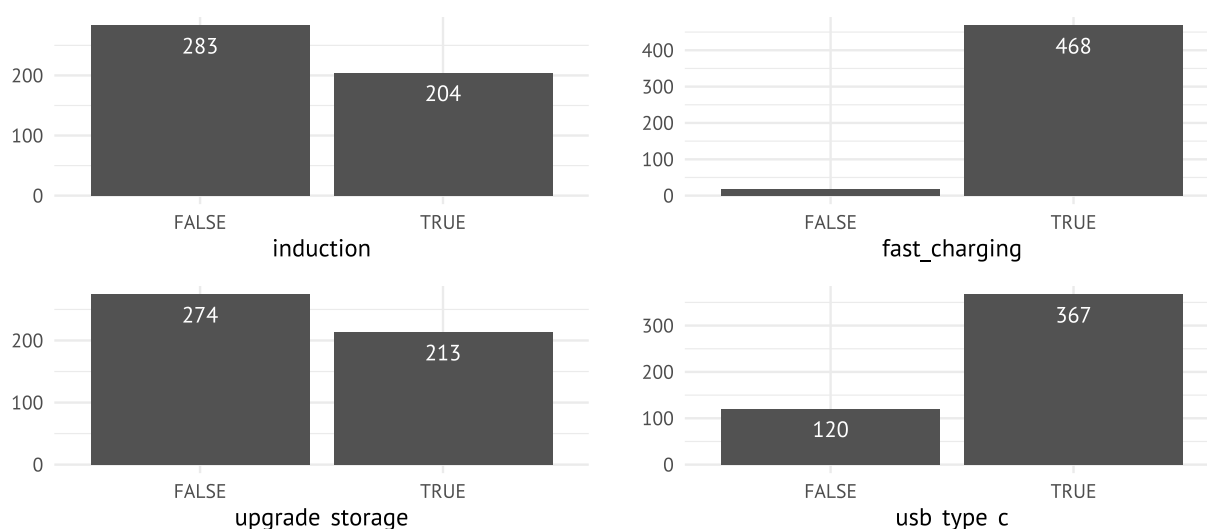 283
204
200
100
0
FALSE TRUE
induction
468
400
300
200
100
0
FALSE TRUE
fast_charging
274
213
200
100
0
FALSE TRUE
upgrade_storage
367
120
300
200
100
0
FALSE TRUE
usb_type_c